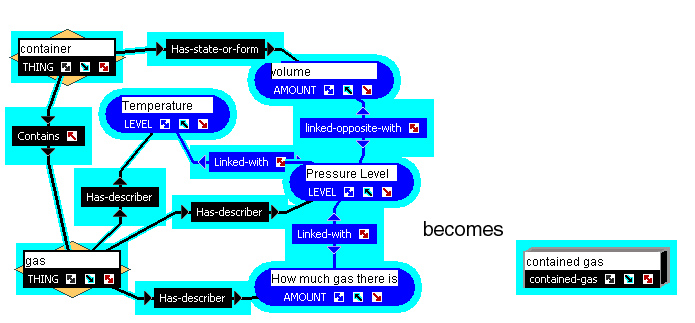 container
THING
Has-state-or-form
volume
AMOUNT
Temperature
LEVEL
linked-opposite-with
Contains
Linked-with
Pressure Level
LEVEL
Has-describer
Has-describer
Linked-with
becomes
gas
THING
contained gas
contained-gas
How much gas there is
AMOUNT
Has-describer